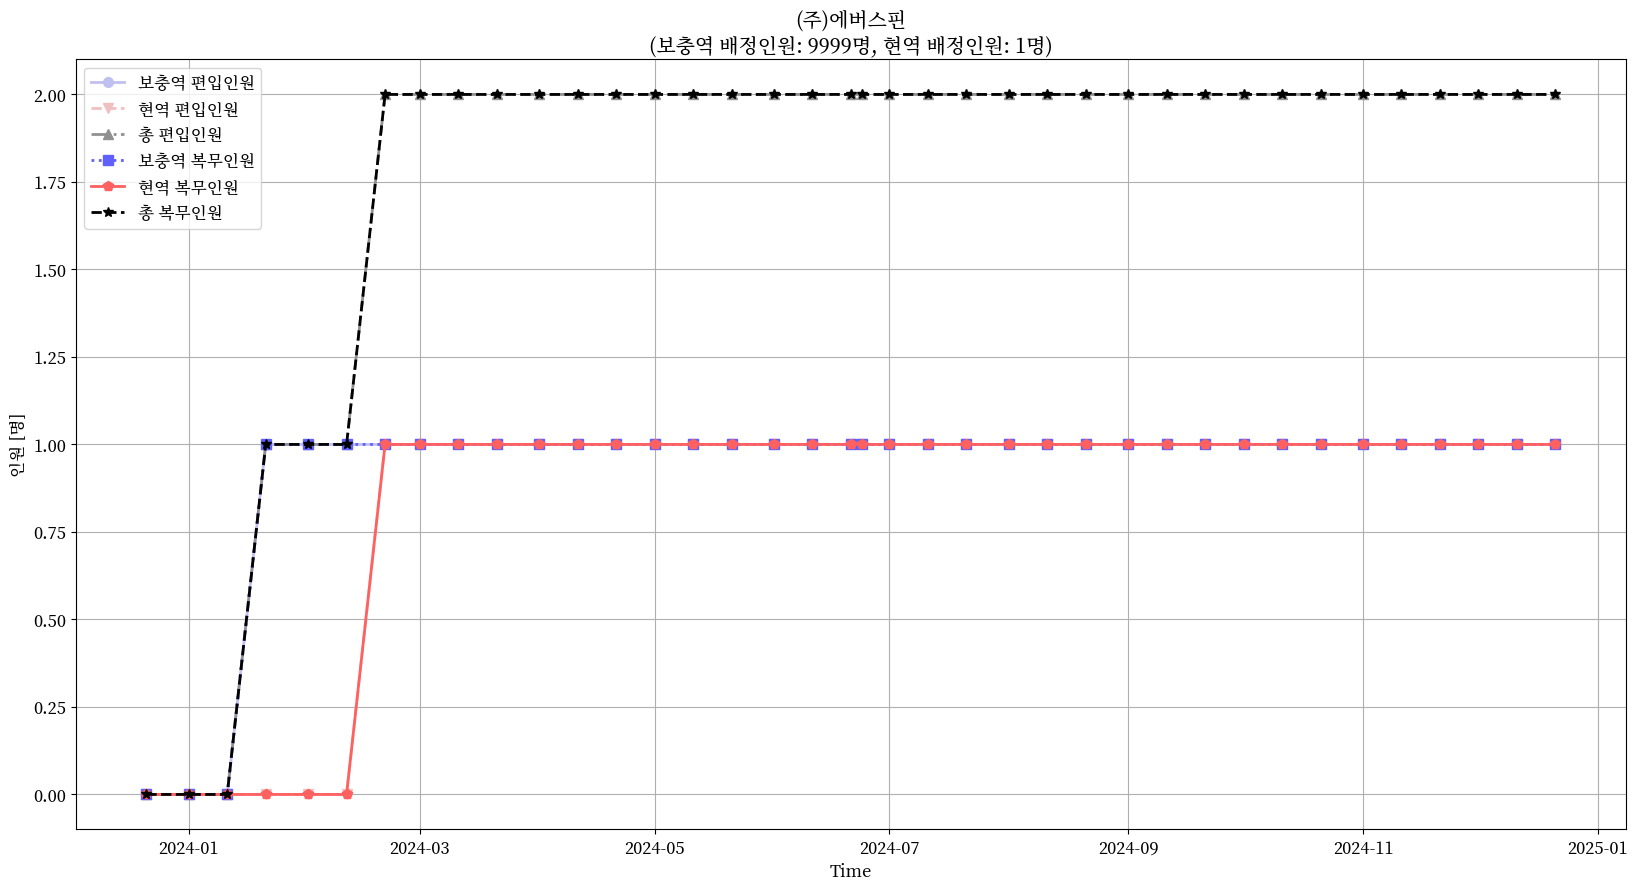 (주)에버스핀
(보충역 배정인원: 9999명, 현역 배정인원: 1명)
보충역 편입인원
현역 편입인원
총 편입인원
보충역 복무인원
현역 복무인원
총 복무인원
2.00
1.75
1.50
1.25
1.00
0.75
0.50
0.25
0.00
인원 [명]
2024-01
2024-03
2024-05
2024-07
2024-09
2024-11
2025-01
Time